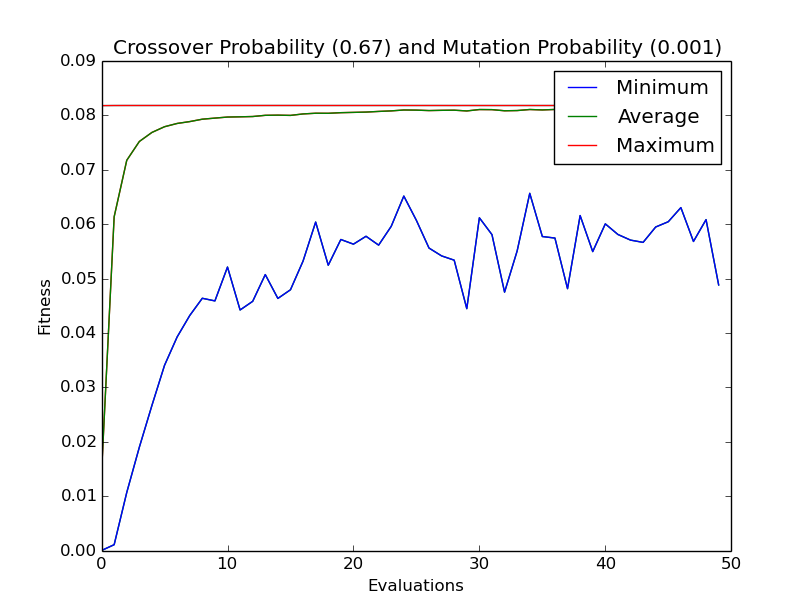 Crossover Probability (0.67) and Mutation Probability (0.001)
0.09
0.08
0.07
0.06
0.05
0.04
0.03
0.02
0.01
0.00
Fitness
Minimum
Average
Maximum
0 10 20 30 40 50
Evaluations